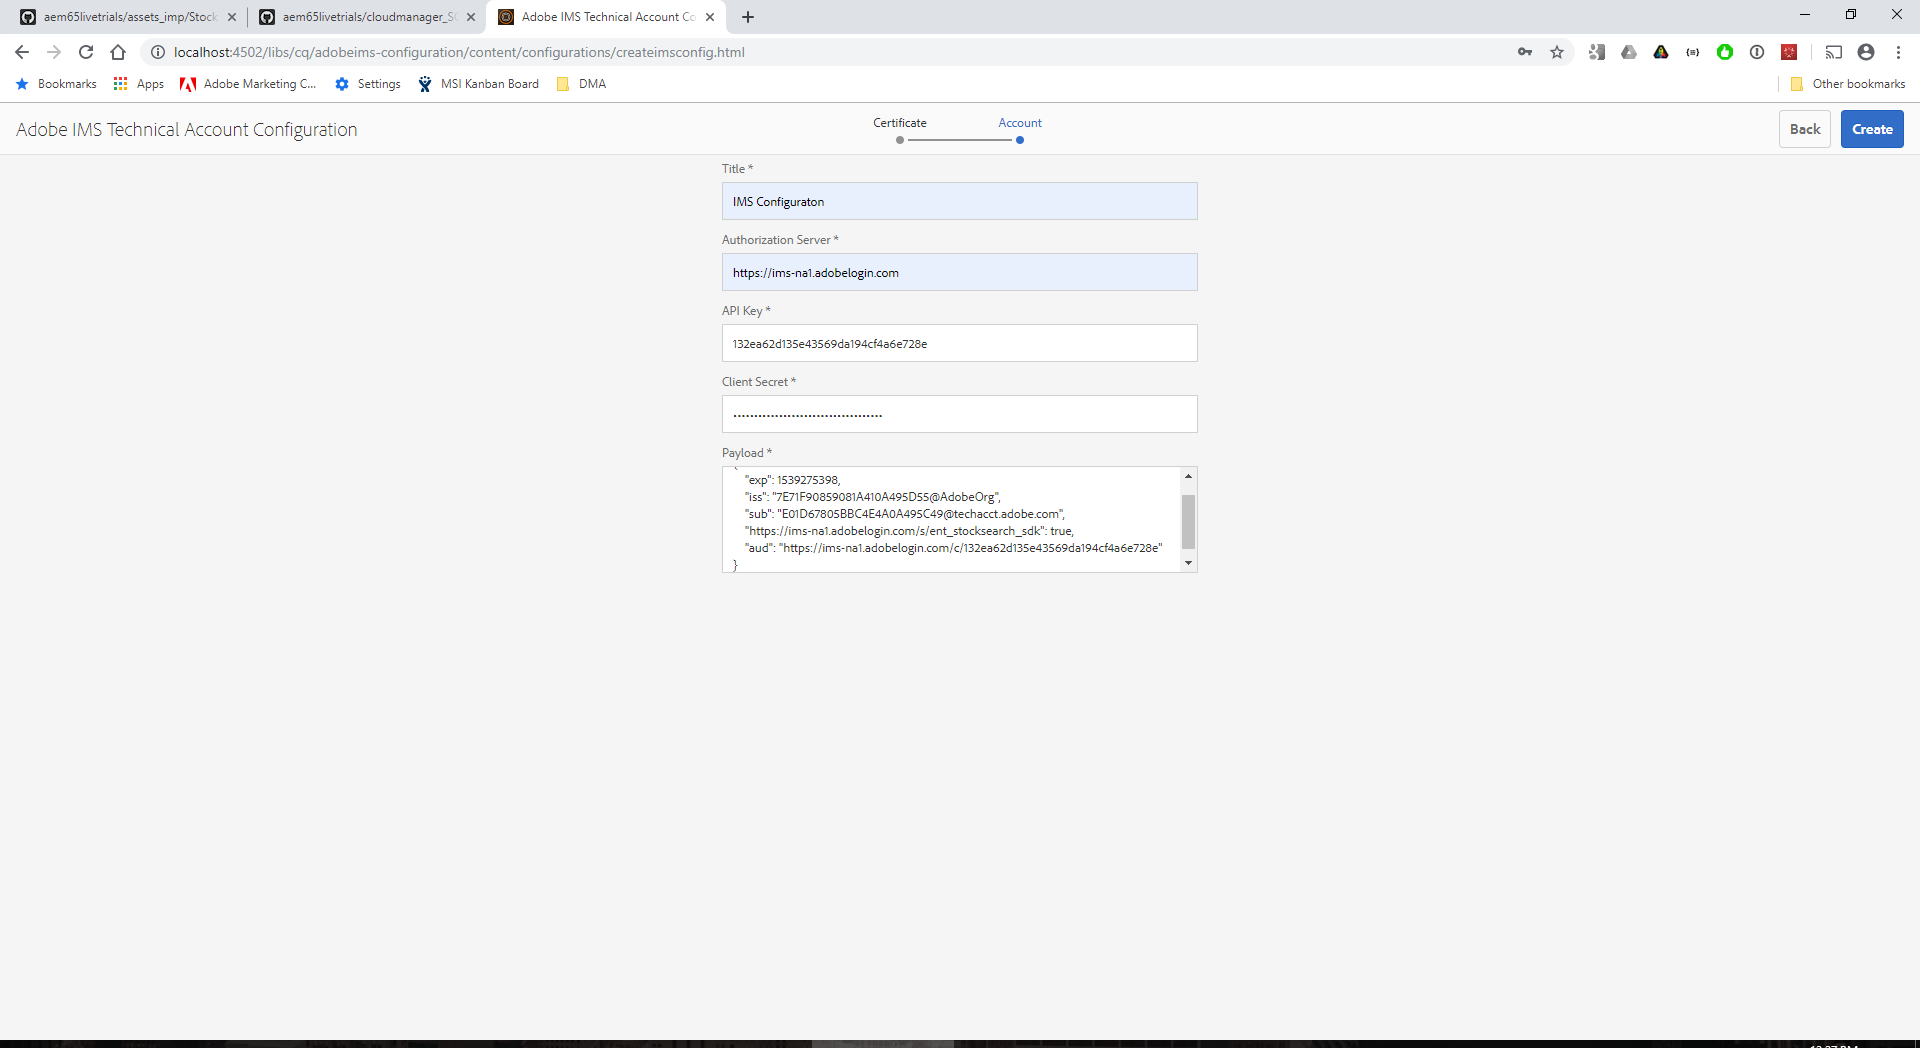 aem65livetrials/assets_imp/Stock
aem65livetrials/cloudmanager_SC
Adobe IMS Technical Account Co
localhost:4502/libs/cq/adobeims-configuration/content/configurations/createimsconfig.html
Bookmarks Apps Adobe Marketing C... Settings MSI Kanban Board DMA Other bookmarks
Adobe IMS Technical Account Configuration
Certificate Account
Back Create
Title *
IMS Configuraton
Authorization Server *
https://ims-na1.adobelogin.com
API Key *
132ea62d135e43569da194cf4a6e728e
Client Secret *
Payload *
"exp": 1539275398,
"iss": "7E71F90859081A410A495D55@AdobeOrg",
"sub": "E01D67805BBC4E4A0A495C49@techacct.adobe.com",
"https://ims-na1.adobelogin.com/s/ent_stocksearch_sdk": true,
"aud": "https://ims-na1.adobelogin.com/c/132ea62d135e43569da194cf4a6e728e"
}